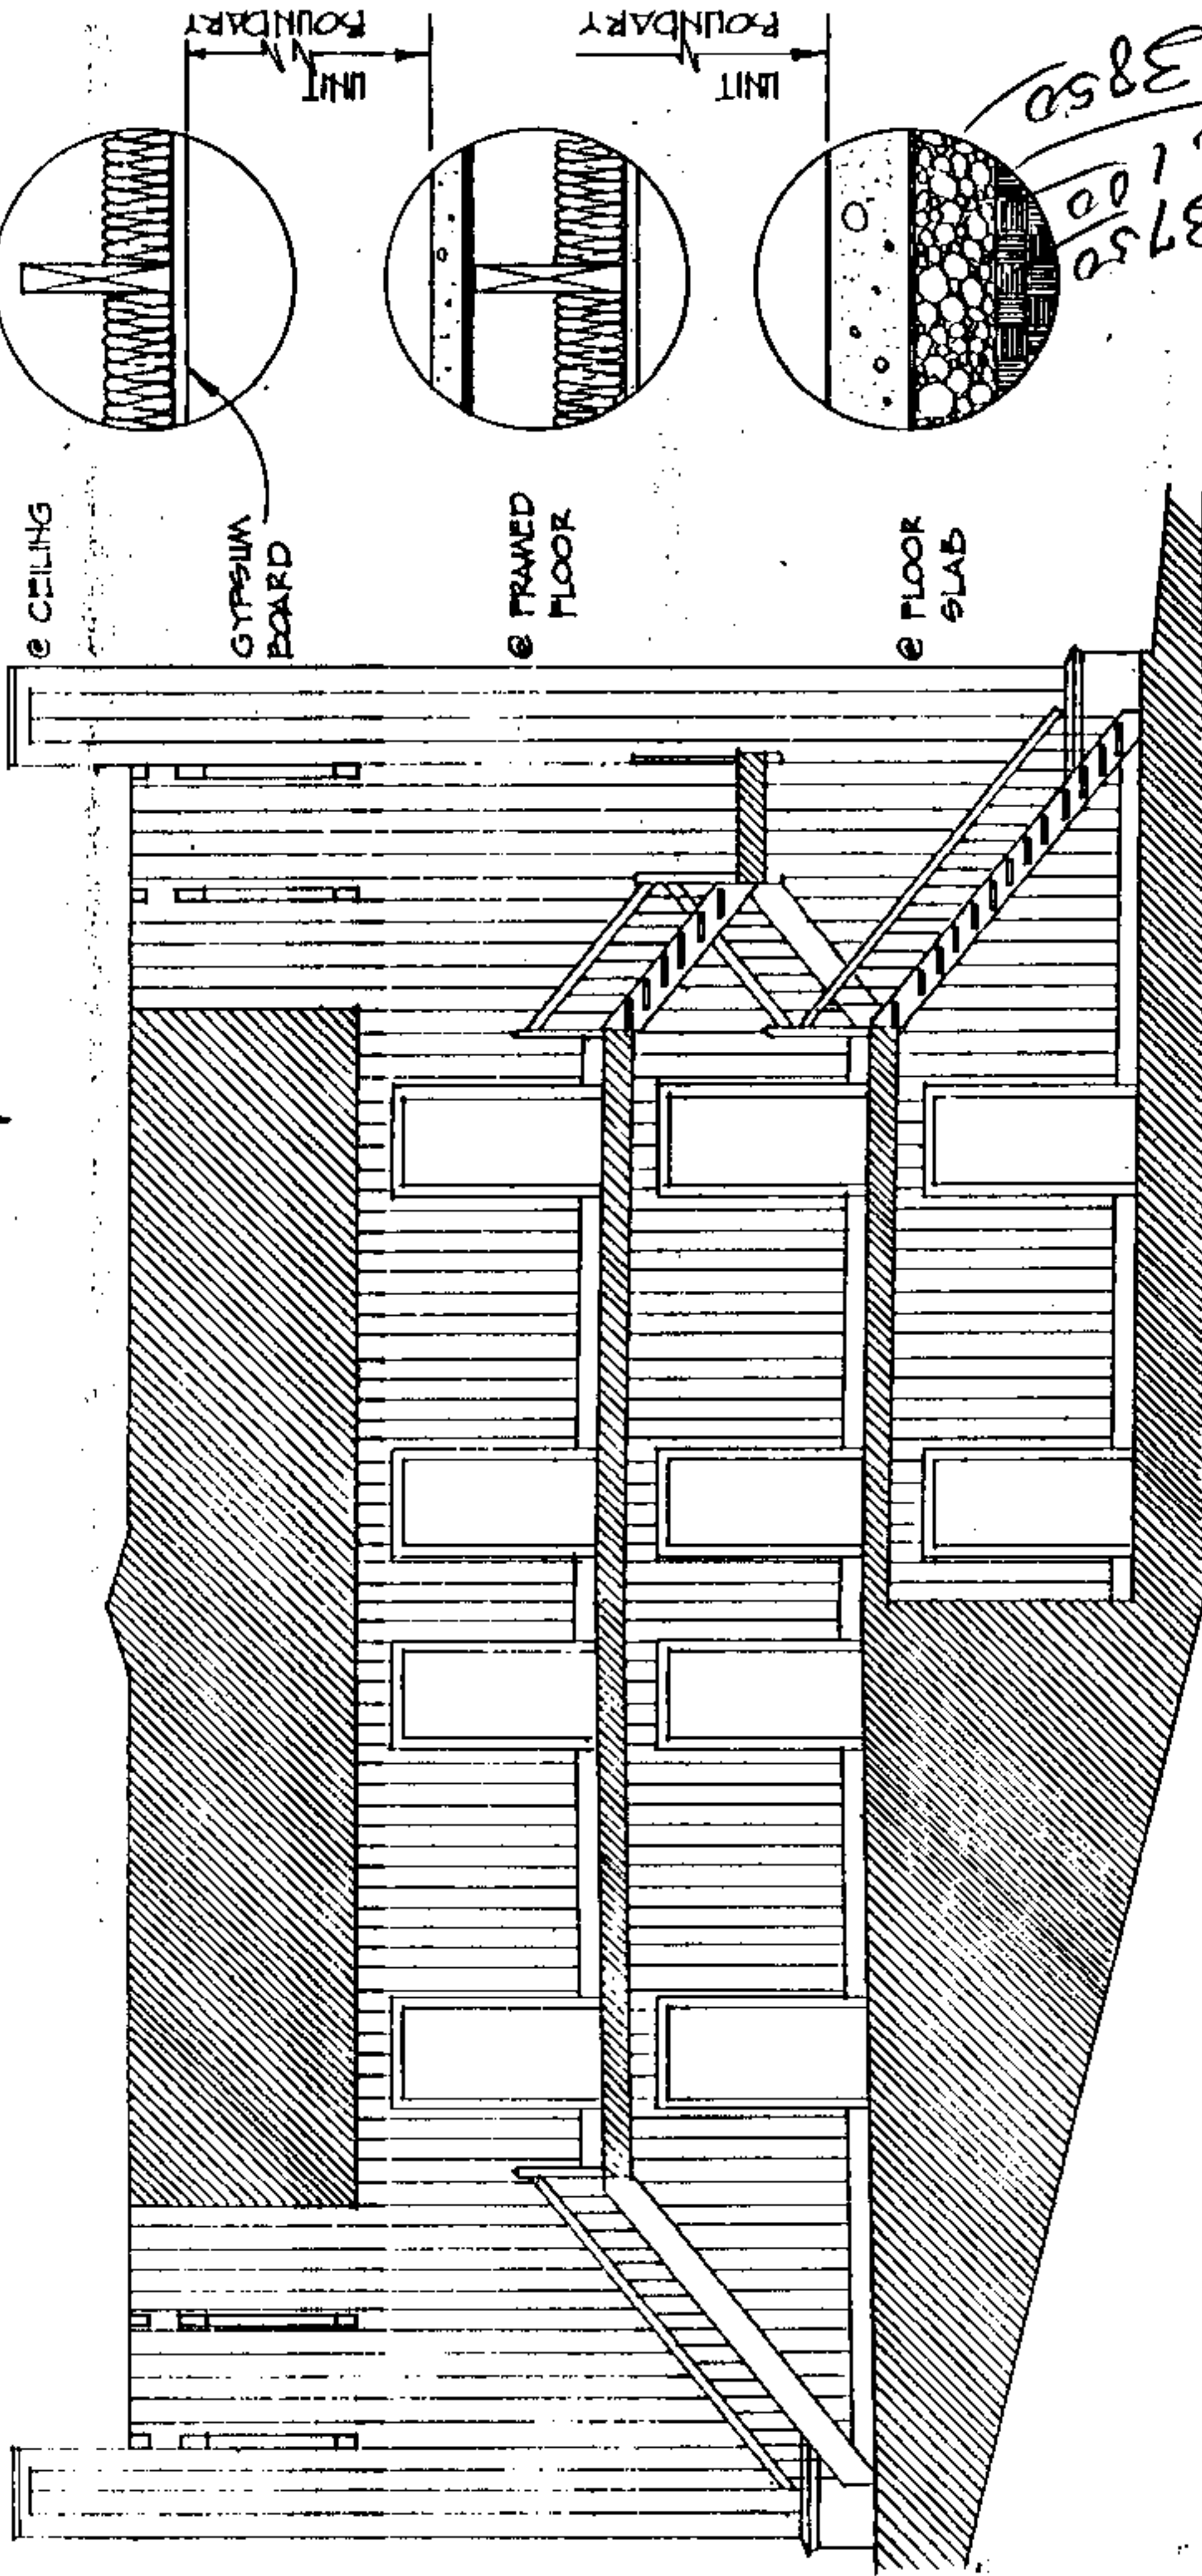 @ CEILING
GYPSUM
BOARD
UNIT
BOUNDARY
@ FRAMED
FLOOR
UNIT
BOUNDARY
@ FLOOR
SLAB
3850
100
3750